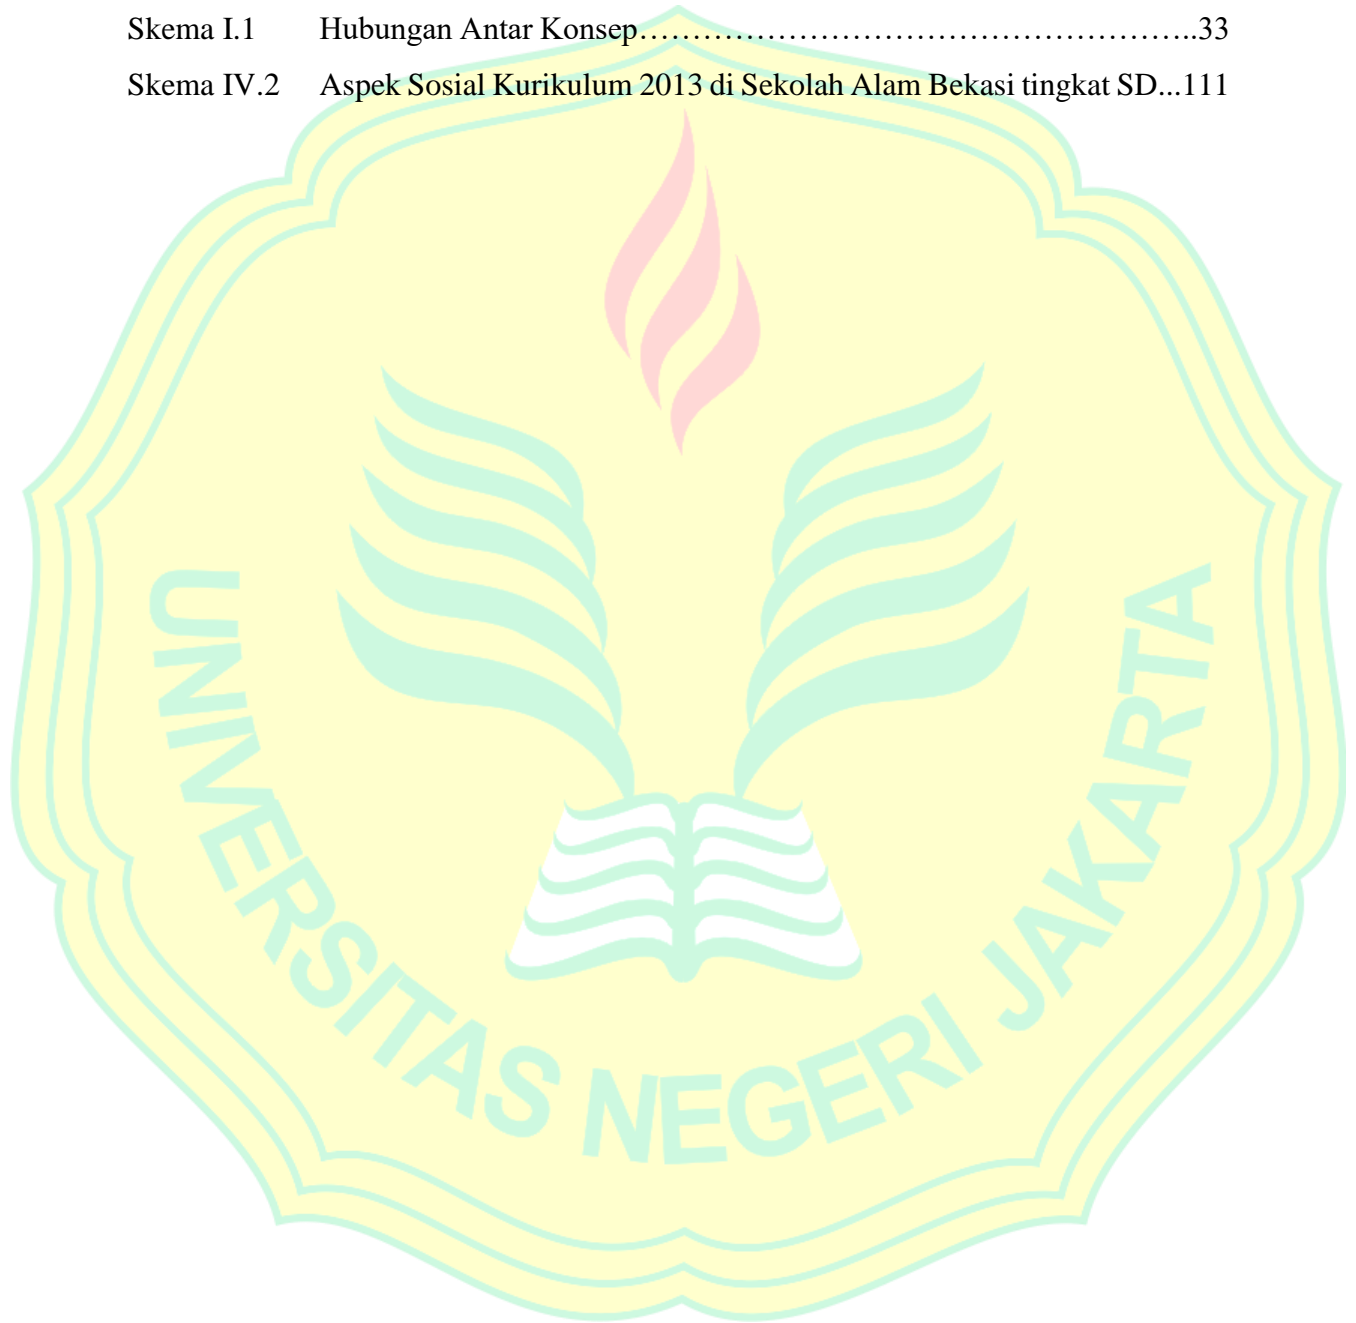 Skema I.1 Hubungan Antar Konsep……………………………………………..33
Skema IV.2 Aspek Sosial Kurikulum 2013 di Sekolah Alam Bekasi tingkat SD...111
UNIVERSITAS NEGERI JAKARTA